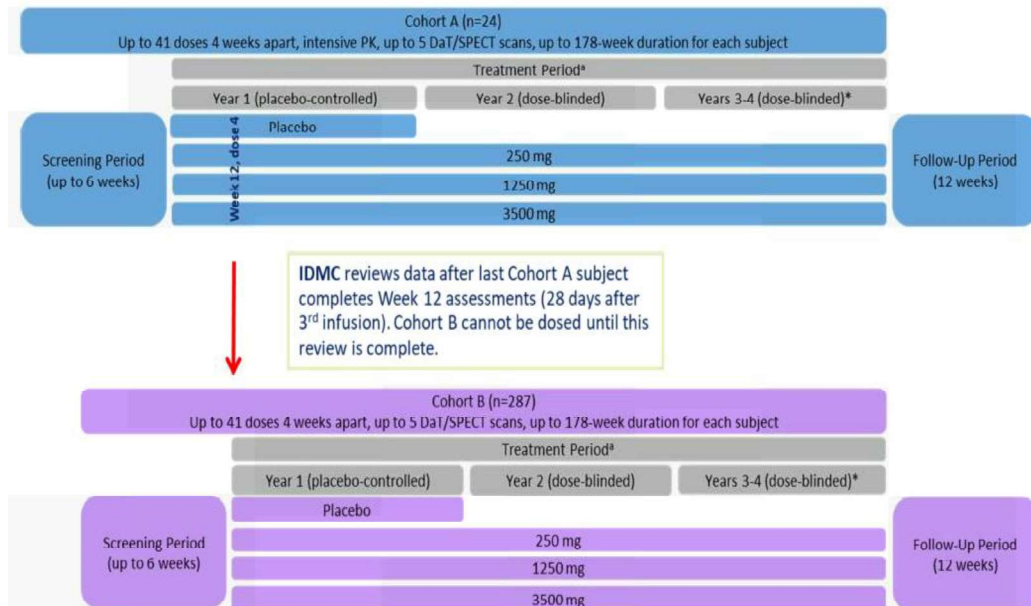 Cohort A (n=24)
Up to 41 doses 4 weeks apart, intensive PK, up to 5 DaT/SPECT scans, up to 178-week duration for each subject
Treatment Periodª
Year 1 (placebo-controlled)
Year 2 (dose-blinded)
Years 3-4 (dose-blinded)*
Screening Period
(up to 6 weeks)
Week 12, dose 4
Placebo
250 mg
1250 mg
3500 mg
Follow-Up Period
(12 weeks)
IDMC reviews data after last Cohort A subject
completes Week 12 assessments (28 days after
3rd infusion). Cohort B cannot be dosed until this
review is complete.
Cohort B (n=287)
Up to 41 doses 4 weeks apart, up to 5 DaT/SPECT scans, up to 178-week duration for each subject
Treatment Periodª
Year 1 (placebo-controlled)
Year 2 (dose-blinded)
Years 3-4 (dose-blinded)*
Screening Period
(up to 6 weeks)
Placebo
250 mg
1250 mg
3500 mg
Follow-Up Period
(12 weeks)